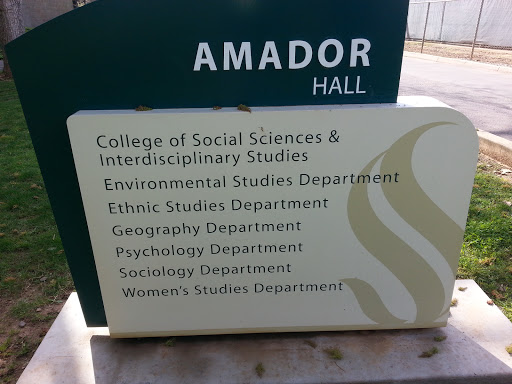 AMADOR
HALL
College of Social Sciences &
Interdisciplinary Studies
Environmental Studies Department
Ethnic Studies Department
Geography Department
Psychology Department
Sociology Department
Women's Studies Department